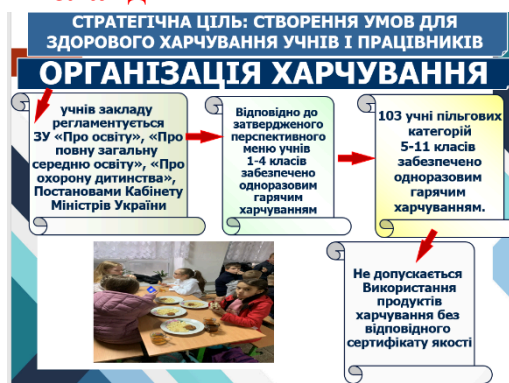 СТРАТЕГІЧНА ЦІЛЬ: СТВОРЕННЯ УМОВ ДЛЯ
ЗДОРОВОГО ХАРЧУВАННЯ УЧНІВ І ПРАЦІВНИКІВ
ОРГАНІЗАЦІЯ ХАРЧУВАННЯ
учнів закладу
регламентується
ЗУ «Про освіту», «Про
повну загальну
середню освіту», «Про
охорону дитинства»,
Постановами Кабінету
Міністрів України
Відповідно до
затвердженого
перспективного
меню учнів
1-4 класів
забезпечено
одноразовим
гарячим
харчуванням
103 учні пільгових
категорій
5-11 класів
забезпечено
одноразовим
гарячим
харчуванням.
Не допускається
Використання
продуктів
харчування без
відповідного
сертифікату якості